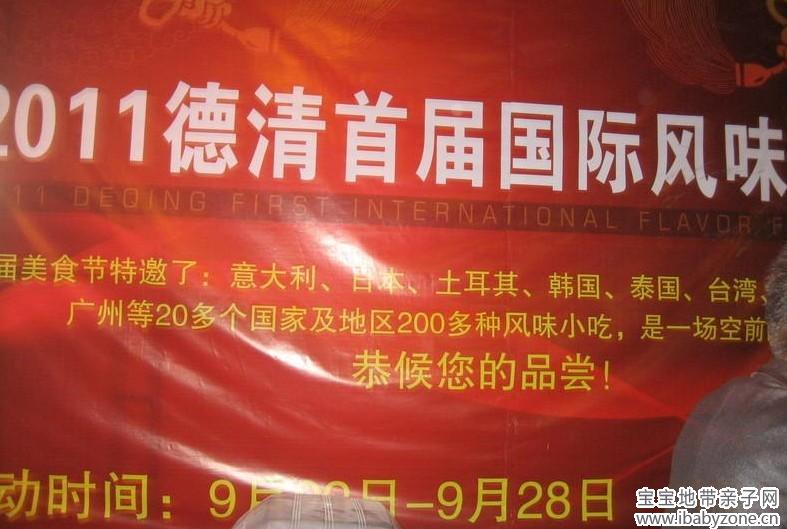 2011德清首届国际风味
11 DEQING FIRST INTERNATIONAL FLAVOR F
届美食节特邀了：意大利、日本、土耳其、韩国、泰国、台湾、
广州等20多个国家及地区200多种风味小吃，是一场空前
恭候您的品尝！
动时间：9月 日-9月28日
宝宝地带亲子网
www.ibabyzone.cn